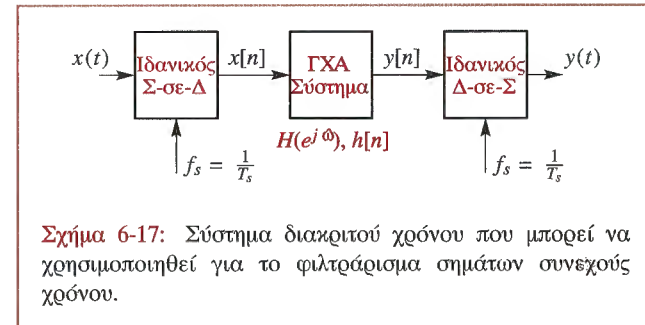 x(t)
Ιδανικός
Σ-σε-Δ
x[n]
ΓΧΑ
Σύστημα
y[n]
Ιδανικός
Δ-σε-Σ
y(t)
H(e^{j ω̂}), h[n]
f_s = 1/T_s
f_s = 1/T_s
Σχήμα 6-17: Σύστημα διακριτού χρόνου που μπορεί να
χρησιμοποιηθεί για το φιλτράρισμα σημάτων συνεχούς
χρόνου.